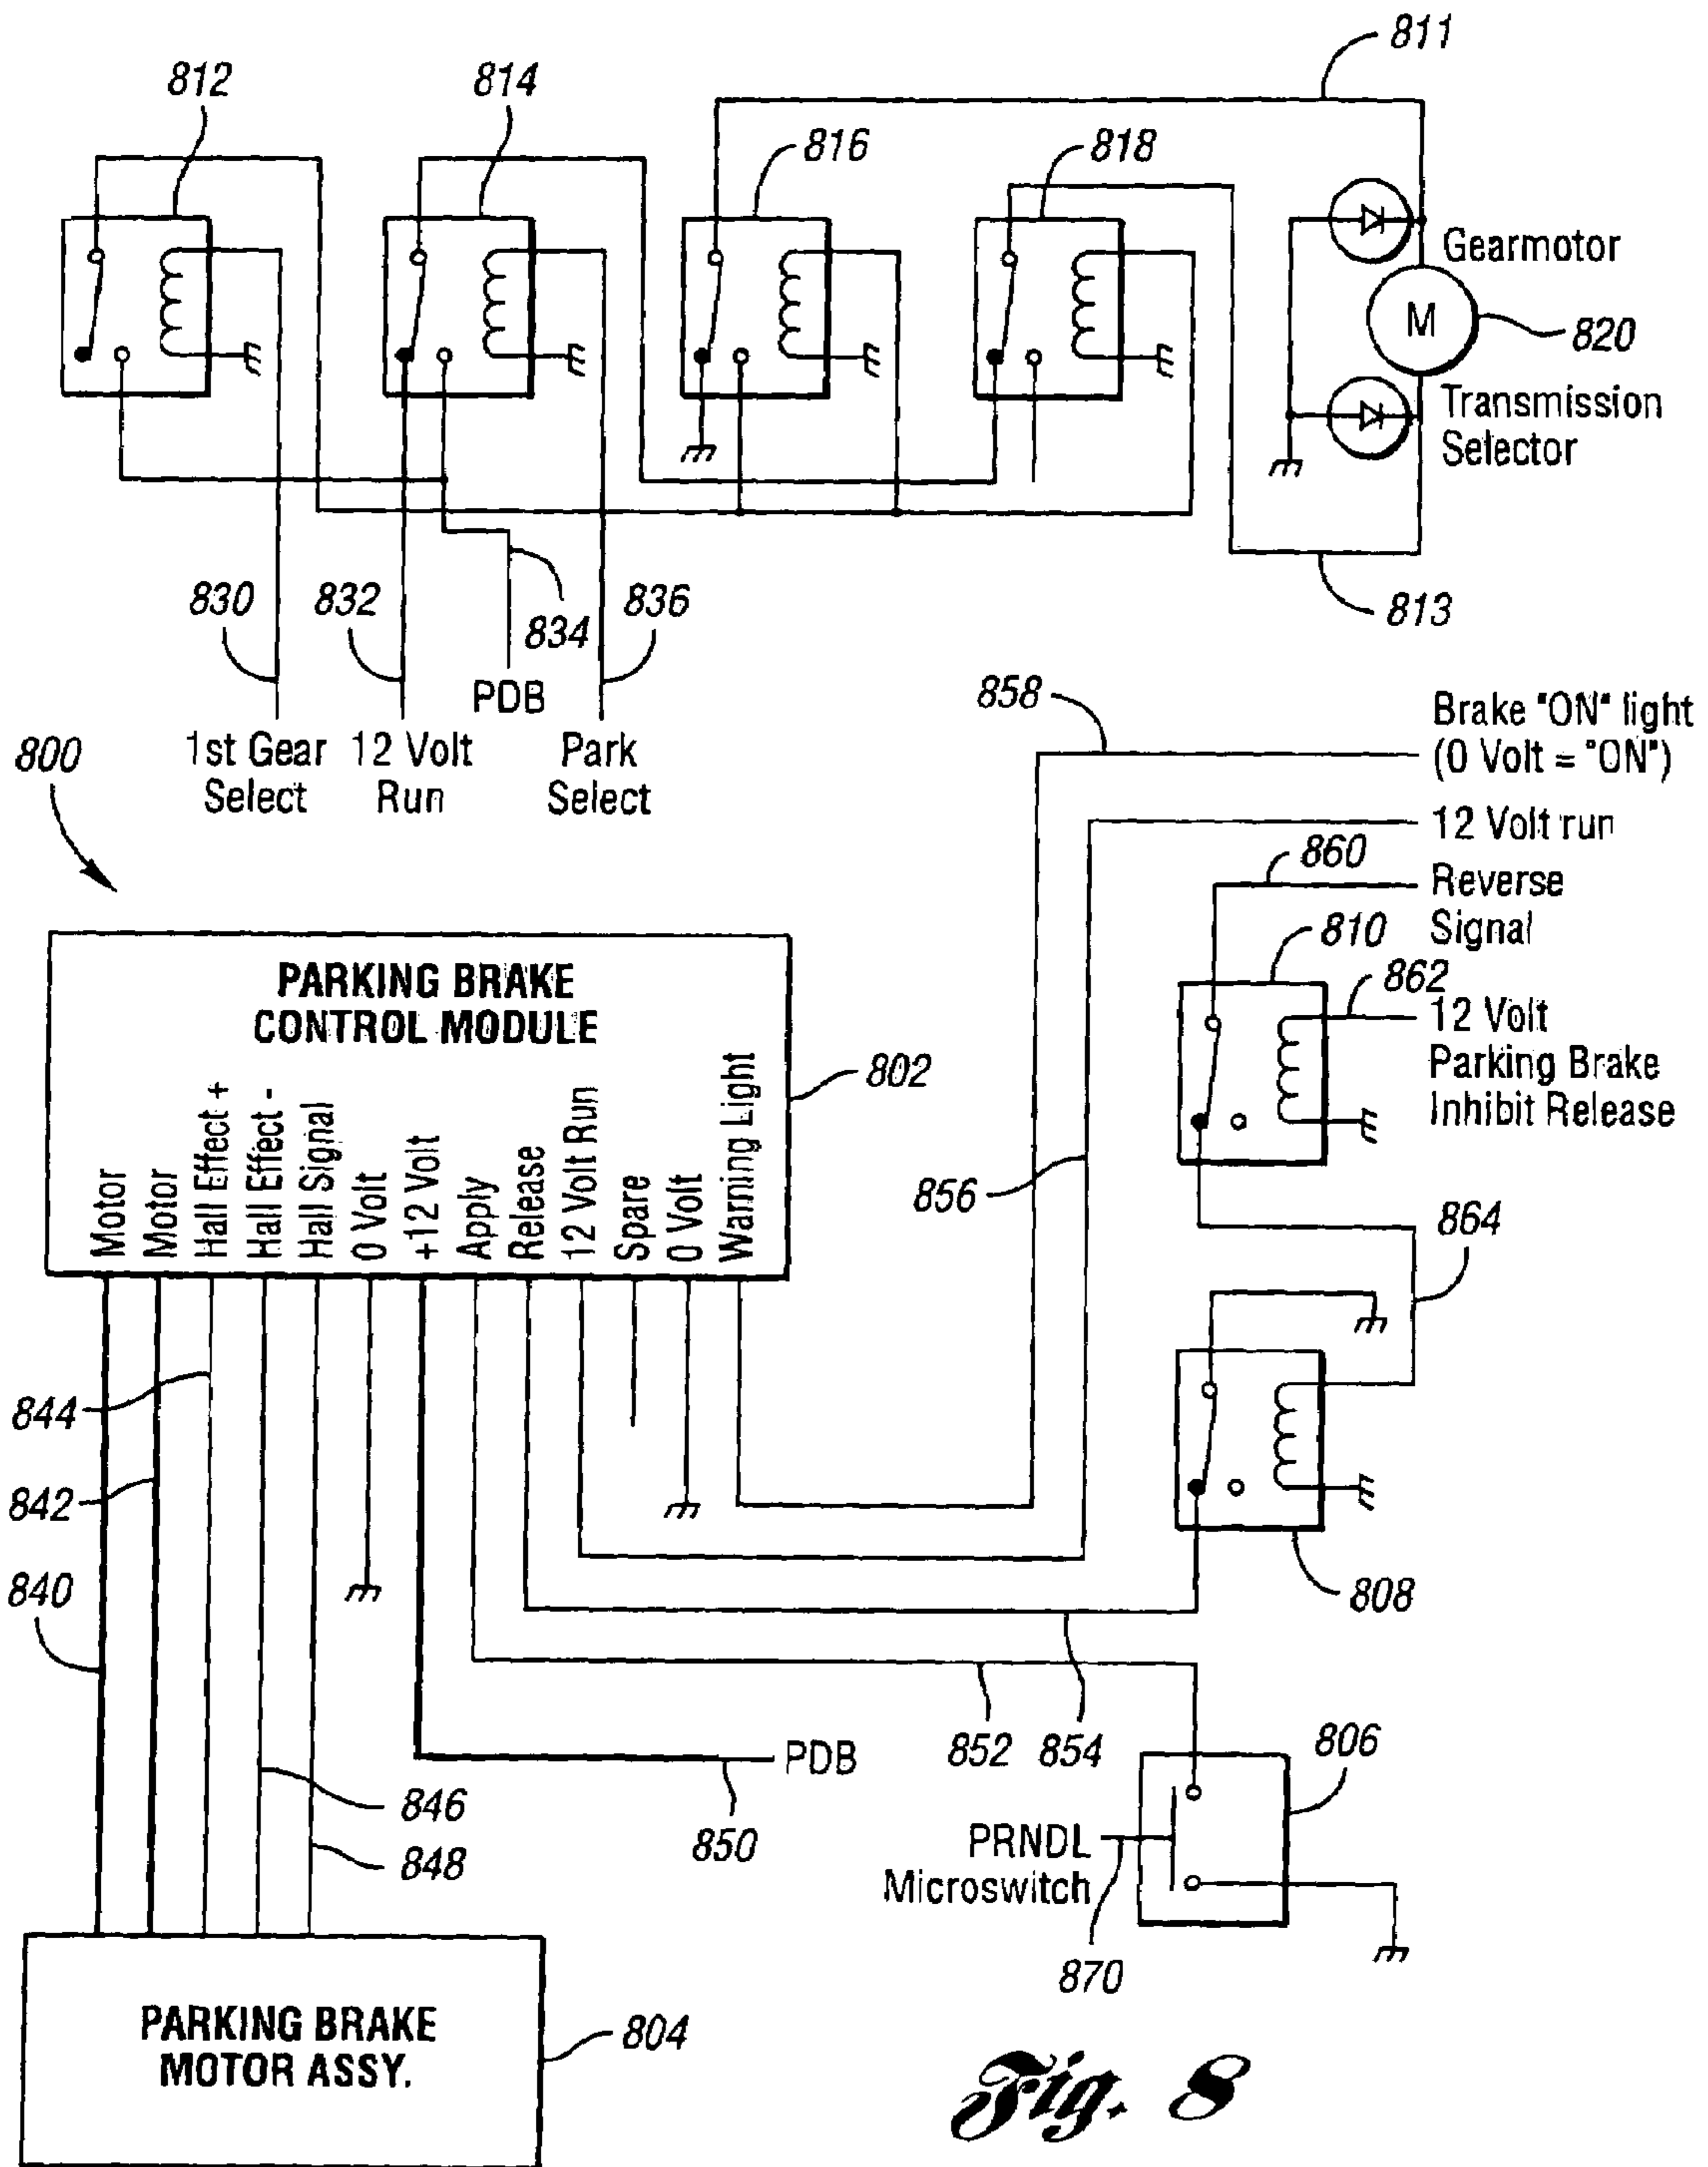 811
812
814
816
818
Gearmotor
M
820
Transmission
Selector
830
832
834
836
813
PDB
1st Gear
Select
12 Volt
Run
Park
Select
800
858
Brake "ON" light
(0 Volt = "ON")
12 Volt run
860
Reverse
Signal
810
862
12 Volt
Parking Brake
Inhibit Release
PARKING BRAKE
CONTROL MODULE
802
Motor
Motor
Hall Effect +
Hall Effect -
Hall Signal
0 Volt
+12 Volt
Apply
Release
12 Volt Run
Spare
0 Volt
Warning Light
856
864
844
842
840
808
852
854
806
PDB
846
850
848
PRNDL
Microswitch
870
PARKING BRAKE
MOTOR ASSY.
804
Fig. 8